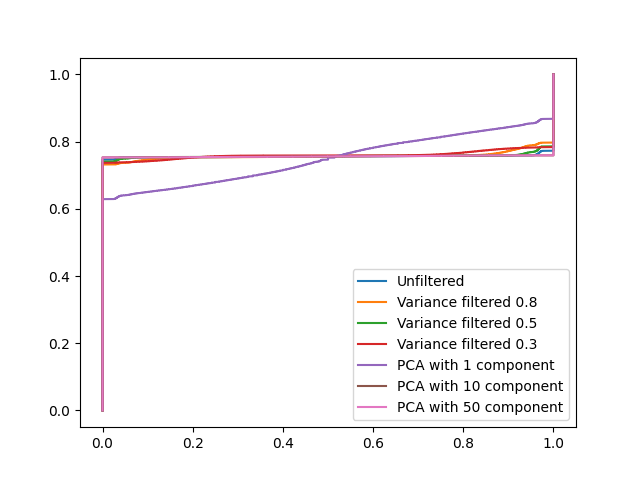 1.0
0.8
0.6
0.4
0.2
0.0
Unfiltered
Variance filtered 0.8
Variance filtered 0.5
Variance filtered 0.3
PCA with 1 component
PCA with 10 component
PCA with 50 component
0.0 0.2 0.4 0.6 0.8 1.0